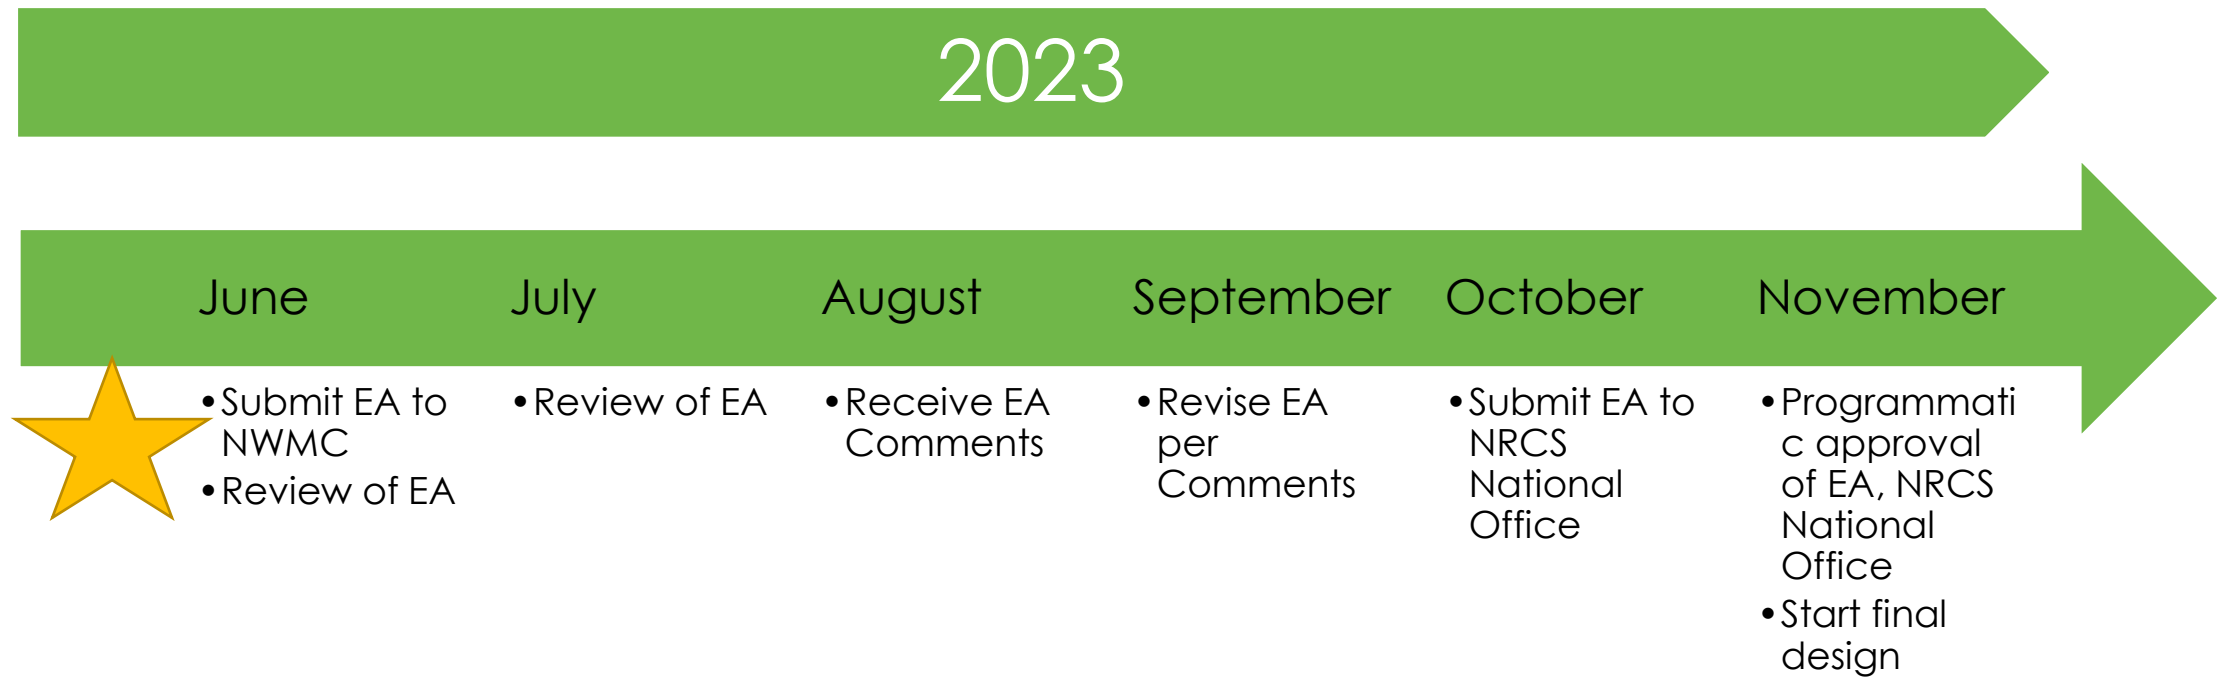 2023
June
July
August
September
October
November
•Submit EA to
NWMC
•Review of EA
•Review of EA
•Receive EA
Comments
•Revise EA
per
Comments
•Submit EA to
NRCS
National
Office
•Programmati
c approval
of EA, NRCS
National
Office
•Start final
design